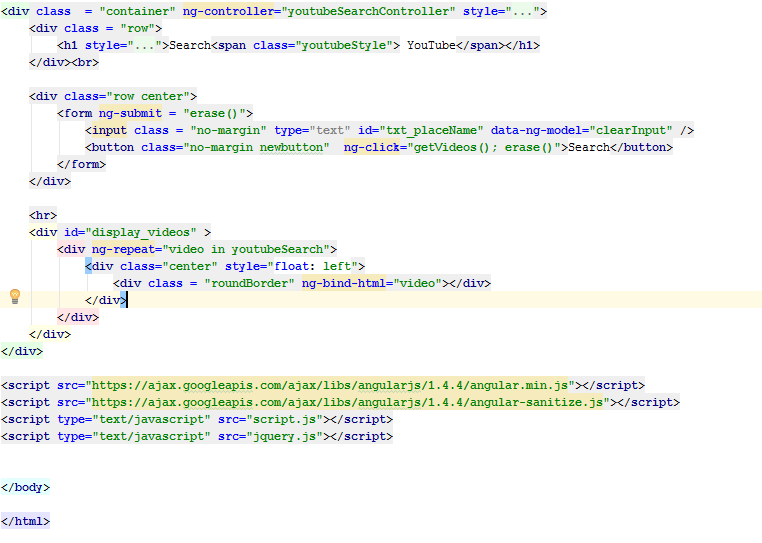 <div class  = "container" ng-controller="youtubeSearchController" style="...">
    <div class = "row">
        <h1 style="...">Search<span class="youtubeStyle"> YouTube</span></h1>
    </div><br>

    <div class="row center">
        <form ng-submit = "erase()">
            <input class = "no-margin" type="text" id="txt_placeName" data-ng-model="clearInput" />
            <button class="no-margin newbutton"  ng-click="getVideos(); erase()">Search</button>
        </form>
    </div>

    <hr>
    <div id="display_videos" >
        <div ng-repeat="video in youtubeSearch">
            <div class="center" style="float: left">
                <div class = "roundBorder" ng-bind-html="video"></div>
            </div>
        </div>
    </div>
</div>

<script src="https://ajax.googleapis.com/ajax/libs/angularjs/1.4.4/angular.min.js"></script>
<script src="https://ajax.googleapis.com/ajax/libs/angularjs/1.4.4/angular-sanitize.js"></script>
<script type="text/javascript" src="script.js"></script>
<script type="text/javascript" src="jquery.js"></script>


</body>

</html>